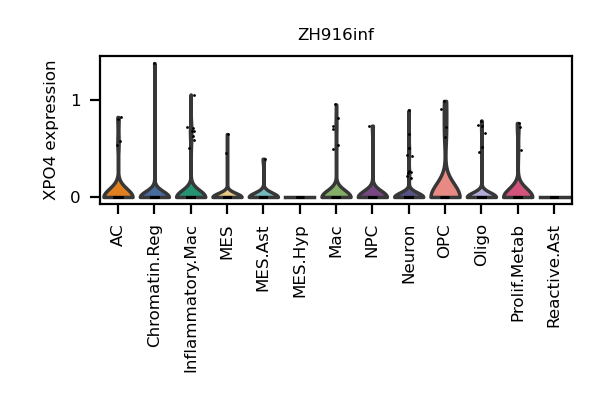 ZH916inf
XPO4 expression
1
0
AC
Chromatin.Reg
Inflammatory.Mac
MES
MES.Ast
MES.Hyp
Mac
NPC
Neuron
OPC
Oligo
Prolif.Metab
Reactive.Ast